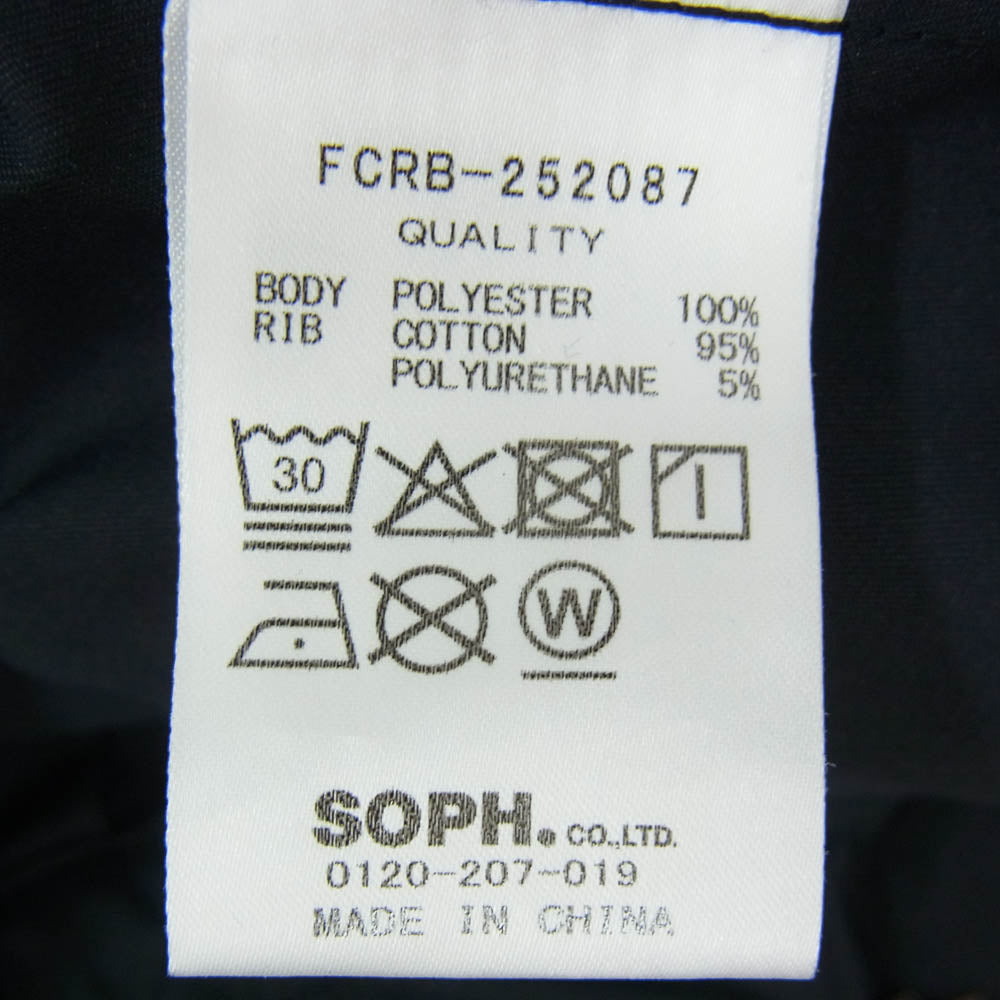 FCRB-252087
QUALITY
BODY POLYESTER 100%
RIB COTTON 95%
POLYURETHANE 5%
30
W
SOPH. CO.,LTD.
0120-207-019
MADE IN CHINA